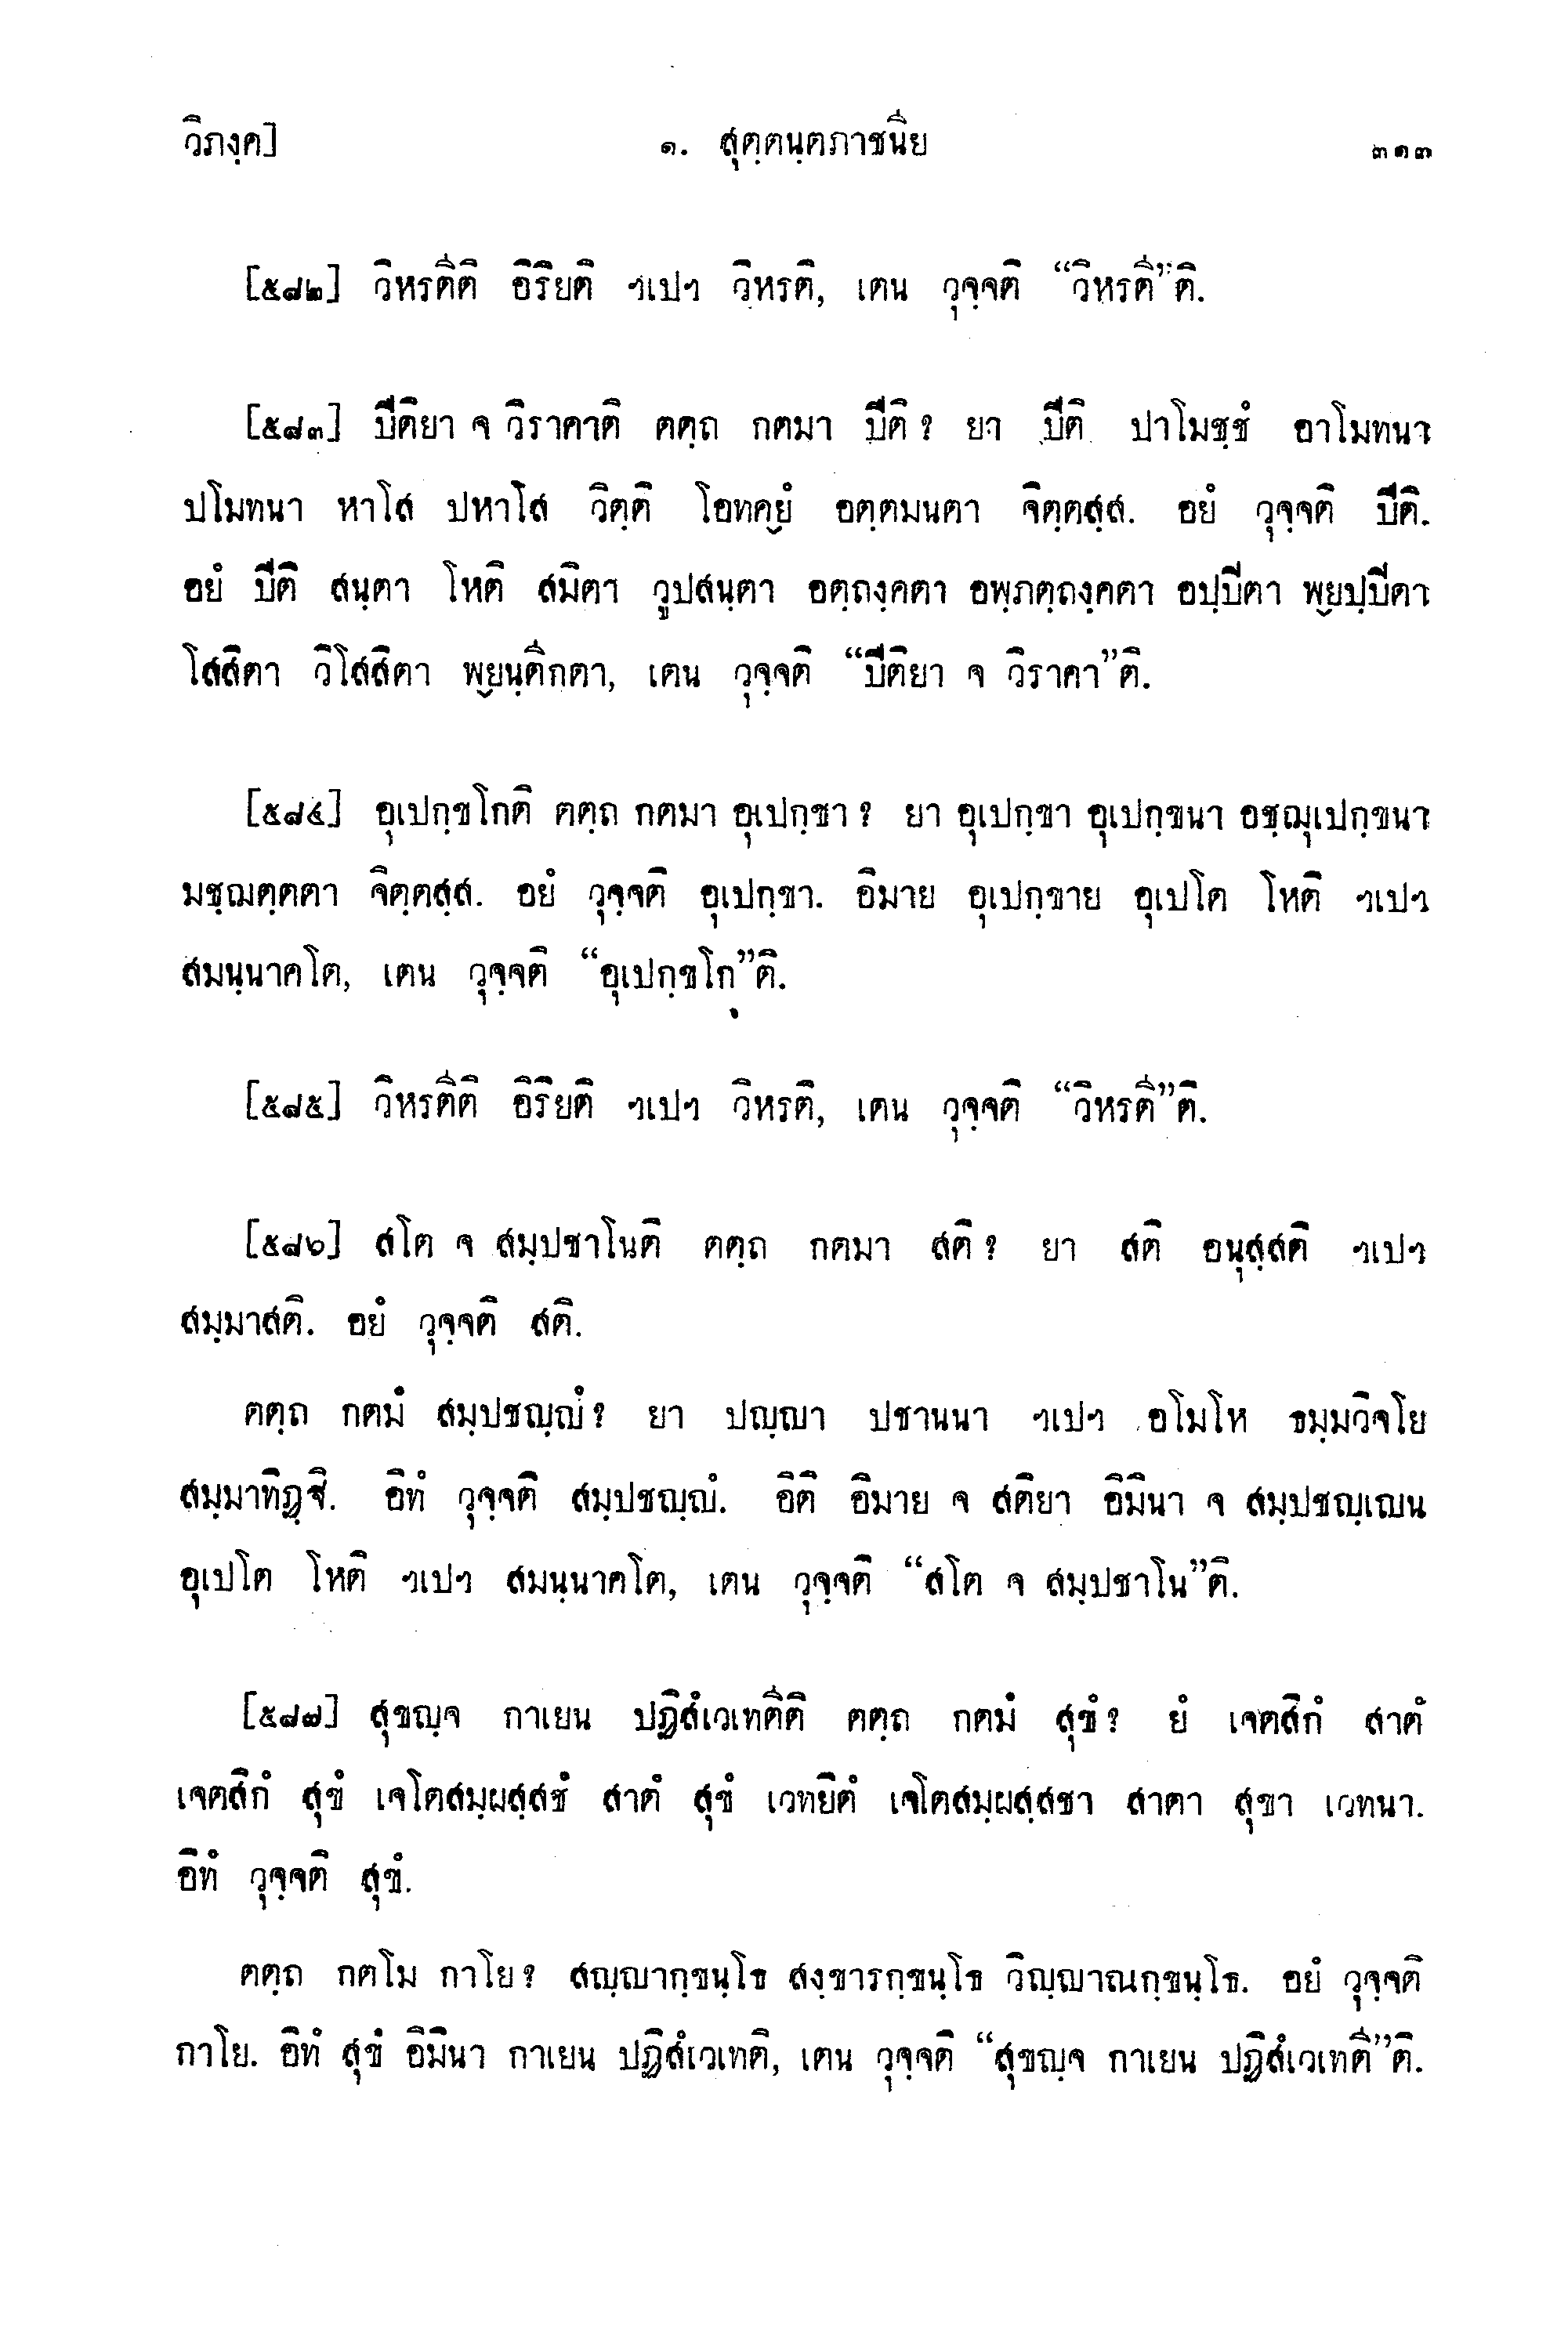 วิภงฺค]
๑. สุตฺตนฺตภาชนีย
๓๑๓
[๕๘๒] วิหรตีติ อิริยติ ฯเปฯ วิหรติ, เตน วุจฺจติ “วิหรตี”ติ.
[๕๘๓] ปีติยา จ วิราคาติ ตตฺถ กตมา ปีติ? ยา ปีติ ปาโมชฺชํ อาโมทนา
ปโมทนา หาโส ปหาโส วิตฺติ โอทคฺยํ อตฺตมนตา จิตฺตสฺส. อยํ วุจฺจติ ปีติ.
อยํ ปีติ สนฺตา โหติ สมิตา วูปสนฺตา อตฺถงฺคตา อพฺภตฺถงฺคตา อปฺปีตา พฺยปฺปีตา
โสสิตา วิโสสิตา พฺยนฺตีกตา, เตน วุจฺจติ “ปีติยา จ วิราคา”ติ.
[๕๘๔] อุเปกฺขโกติ ตตฺถ กตมา อุเปกฺขา? ยา อุเปกฺขา อุเปกฺขนา อชฺฌุเปกฺขนา
มชฺฌตฺตตา จิตฺตสฺส. อยํ วุจฺจติ อุเปกฺขา. อิมาย อุเปกฺขาย อุเปโต โหติ ฯเปฯ
สมนฺนาคโต, เตน วุจฺจติ “อุเปกฺขโก”ติ.
[๕๘๕] วิหรตีติ อิริยติ ฯเปฯ วิหรติ, เตน วุจฺจติ “วิหรตี”ติ.
[๕๘๖] สโต จ สมฺปชาโนติ ตตฺถ กตมา สติ? ยา สติ อนุสฺสติ ฯเปฯ
สมฺมาสติ. อยํ วุจฺจติ สติ.
ตตฺถ กตมํ สมฺปชญฺญํ? ยา ปญฺญา ปชานนา ฯเปฯ อโมโห ธมฺมวิจโย
สมฺมาทิฏฺฐิ. อิทํ วุจฺจติ สมฺปชญฺญํ. อิติ อิมาย จ สติยา อิมินา จ สมฺปชญฺเญน
อุเปโต โหติ ฯเปฯ สมนฺนาคโต, เตน วุจฺจติ “สโต จ สมฺปชาโน”ติ.
[๕๘๗] สุขญฺจ กาเยน ปฏิสํเวเทตีติ ตตฺถ กตมํ สุขํ? ยํ เจตสิกํ สาตํ
เจตสิกํ สุขํ เจโตสมฺผสฺสชํ สาตํ สุขํ เวทยิตํ เจโตสมฺผสฺสชา สาตา สุขา เวทนา.
อิทํ วุจฺจติ สุขํ.
ตตฺถ กตโม กาโย? สญฺญากฺขนฺโธ สงฺขารกฺขนฺโธ วิญฺญาณกฺขนฺโธ. อยํ วุจฺจติ
กาโย. อิทํ สุขํ อิมินา กาเยน ปฏิสํเวเทติ, เตน วุจฺจติ “สุขญฺจ กาเยน ปฏิสํเวเทตี”ติ.